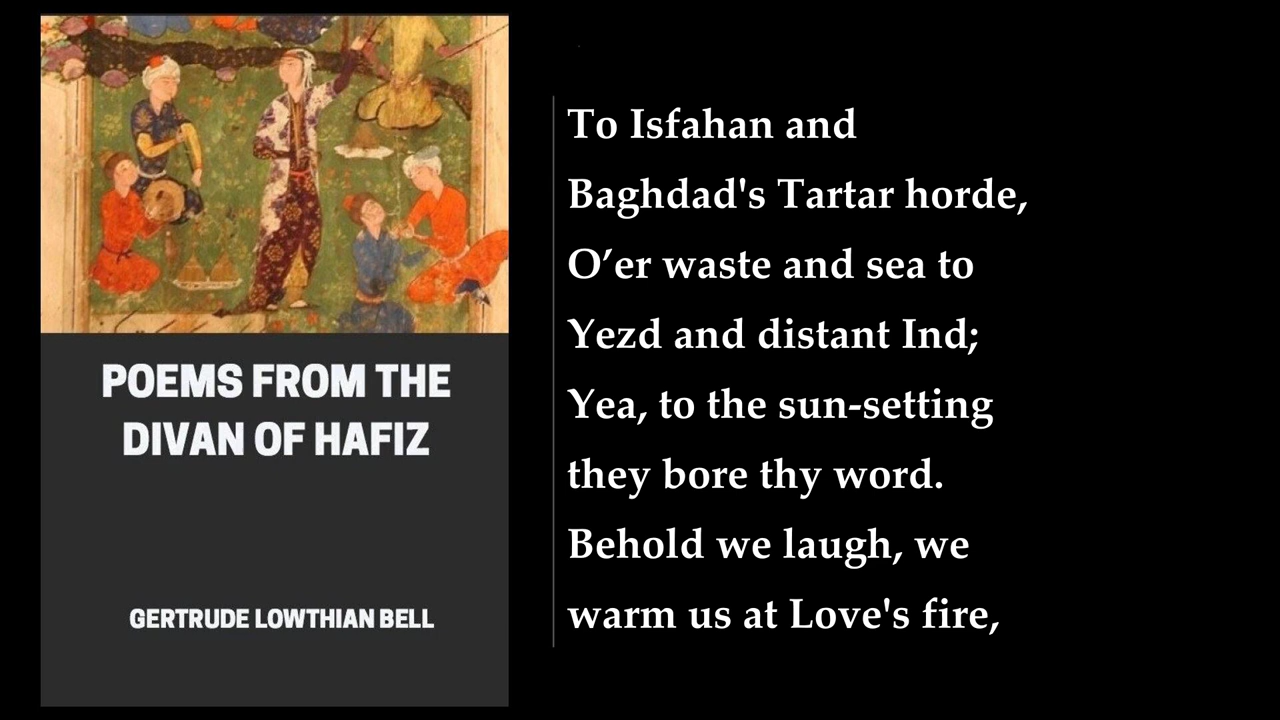 POEMS FROM THE
DIVAN OF HAFIZ
GERTRUDE LOWTHIAN BELL
To Isfahan and
Baghdad's Tartar horde,
O’er waste and sea to
Yezd and distant Ind;
Yea, to the sun-setting
they bore thy word.
Behold we laugh, we
warm us at Love's fire,